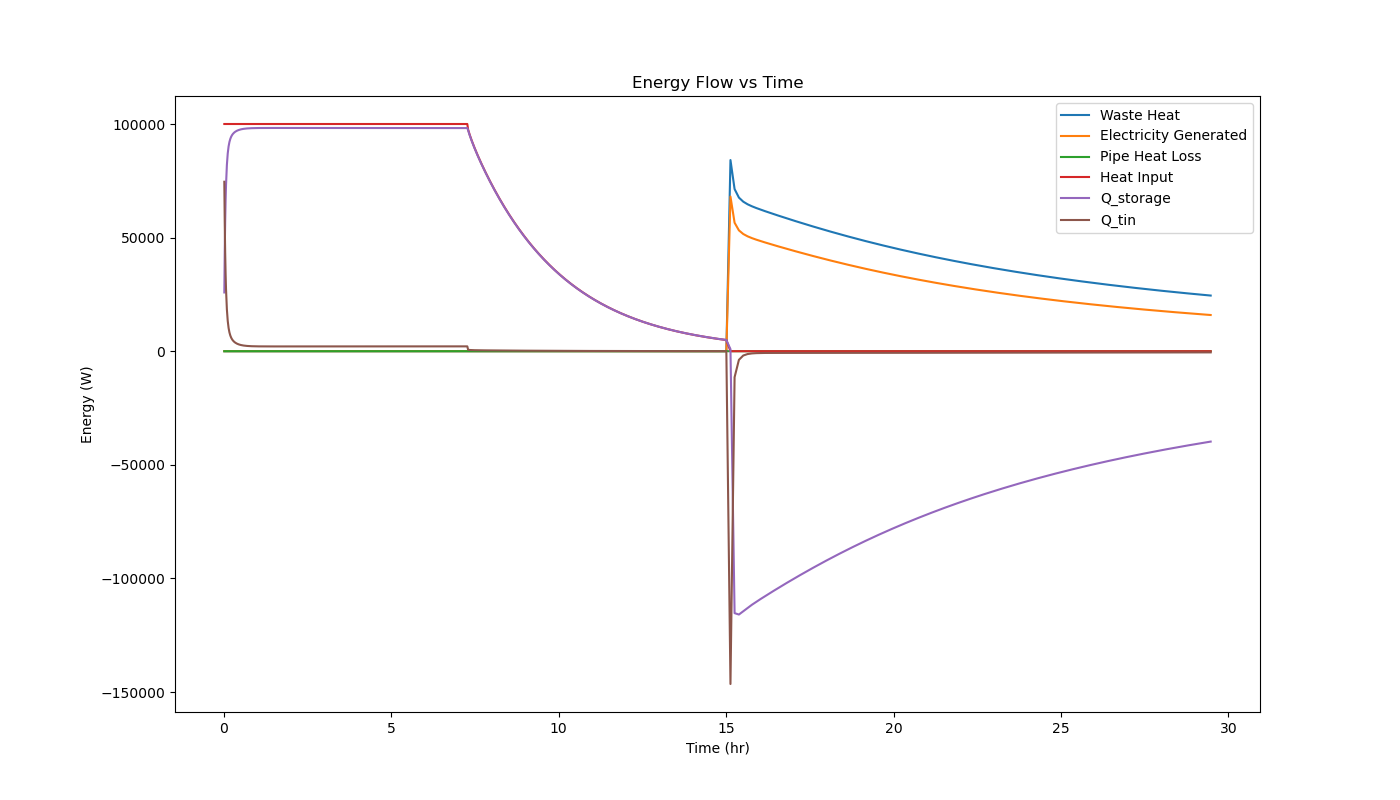 Energy Flow vs Time
Waste Heat
Electricity Generated
Pipe Heat Loss
Heat Input
Q_storage
Q_tin
100000
50000
0
−50000
−100000
−150000
Energy (W)
0 5 10 15 20 25 30
Time (hr)